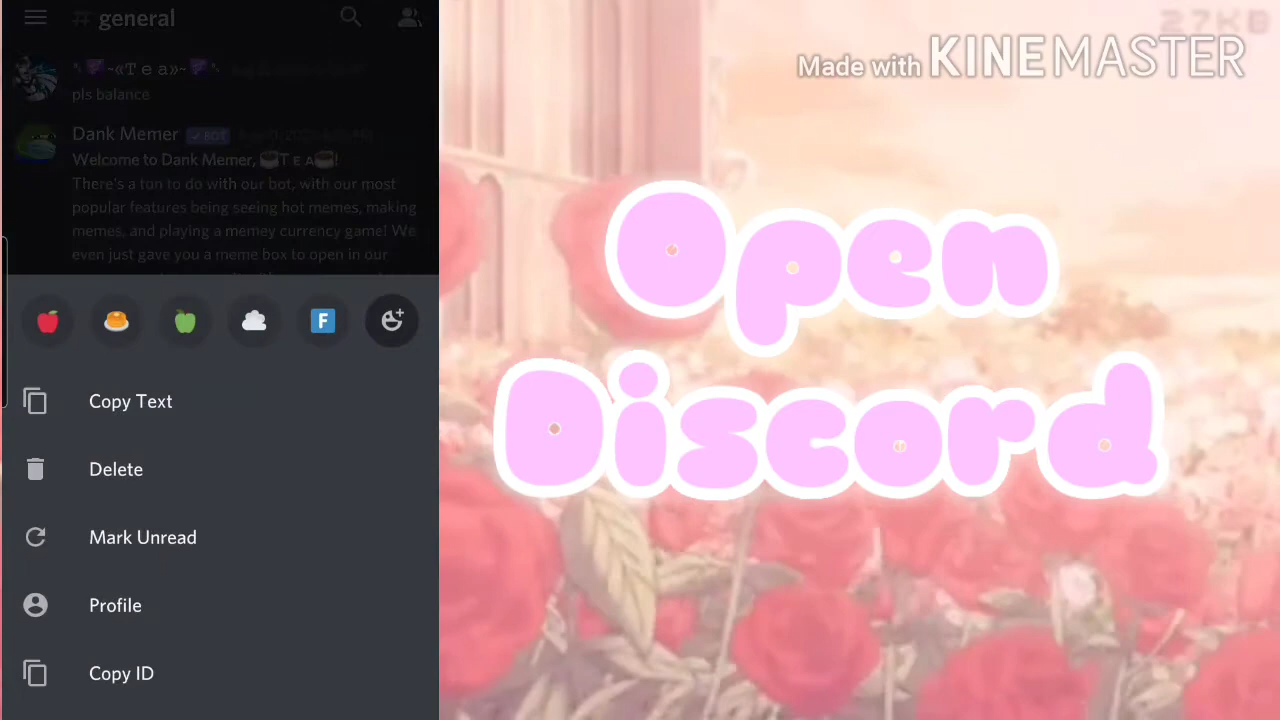 # general
~«T e a»~
pls balance
Dank Memer ✓ BOT
Welcome to Dank Memer, ☕T E A☕!
There's a ton to do with our bot, with our most
popular features being seeing hot memes, making
memes, and playing a memey currency game! We
even just gave you a meme box to open in our
F
Copy Text
Delete
Mark Unread
Profile
Copy ID
27KB
Made with KINEMASTER
Open
Discord